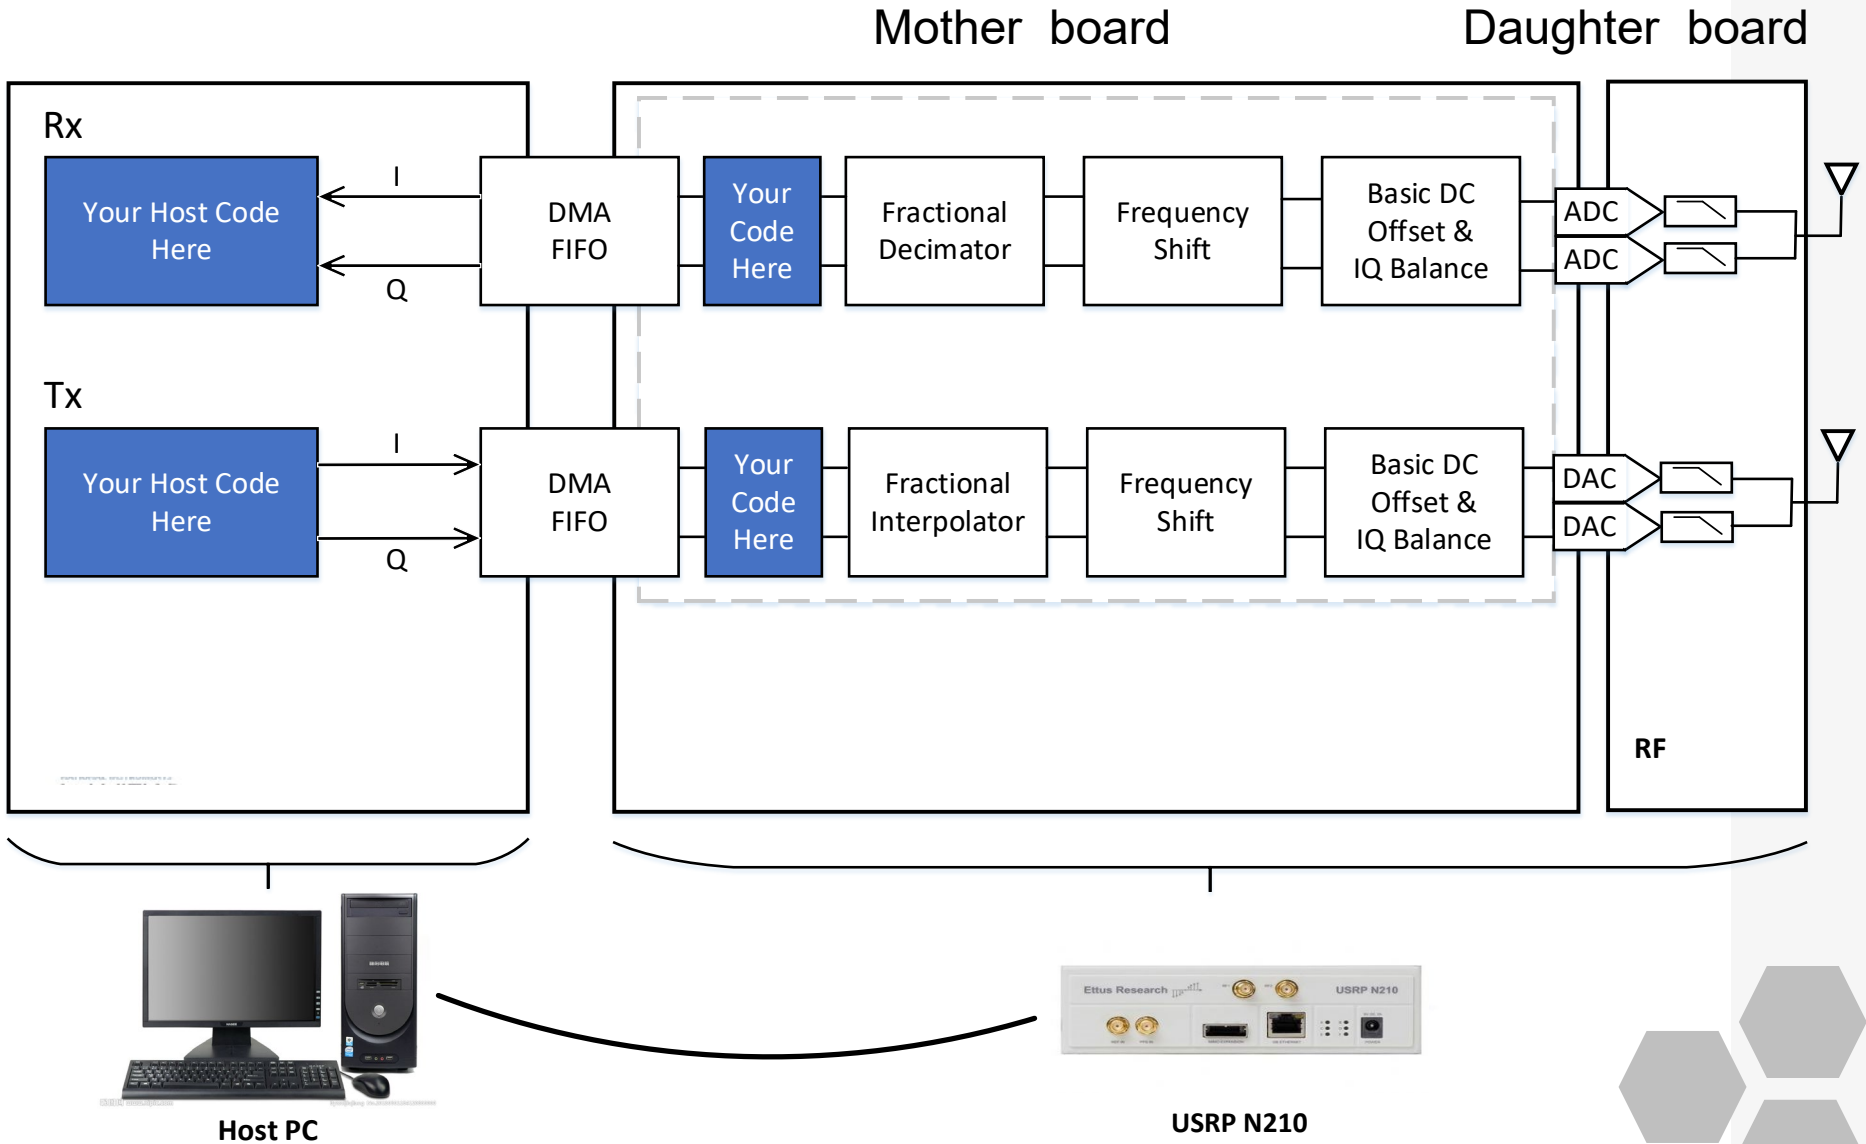 Mother board
Daughter board
Rx
Your Host Code
Here
I
Q
DMA
FIFO
Your
Code
Here
Fractional
Decimator
Frequency
Shift
Basic DC
Offset &
IQ Balance
ADC
ADC
Tx
Your Host Code
Here
I
Q
DMA
FIFO
Your
Code
Here
Fractional
Interpolator
Frequency
Shift
Basic DC
Offset &
IQ Balance
DAC
DAC
RF
Ettus Research
USRP N210
Host PC
USRP N210